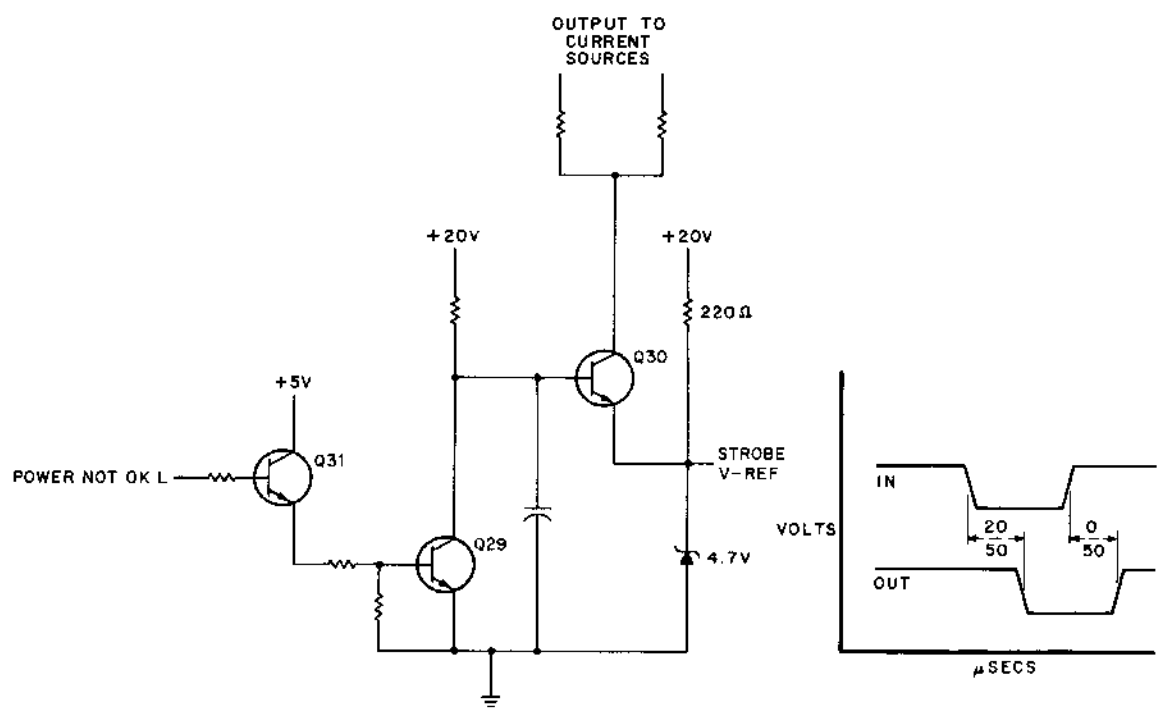 OUTPUT TO
CURRENT
SOURCES
+20V
+20V
220Ω
Q30
+5V
Q31
POWER NOT OK L
STROBE
V-REF
Q29
4.7V
VOLTS
IN
20
50
0
50
OUT
μSECS